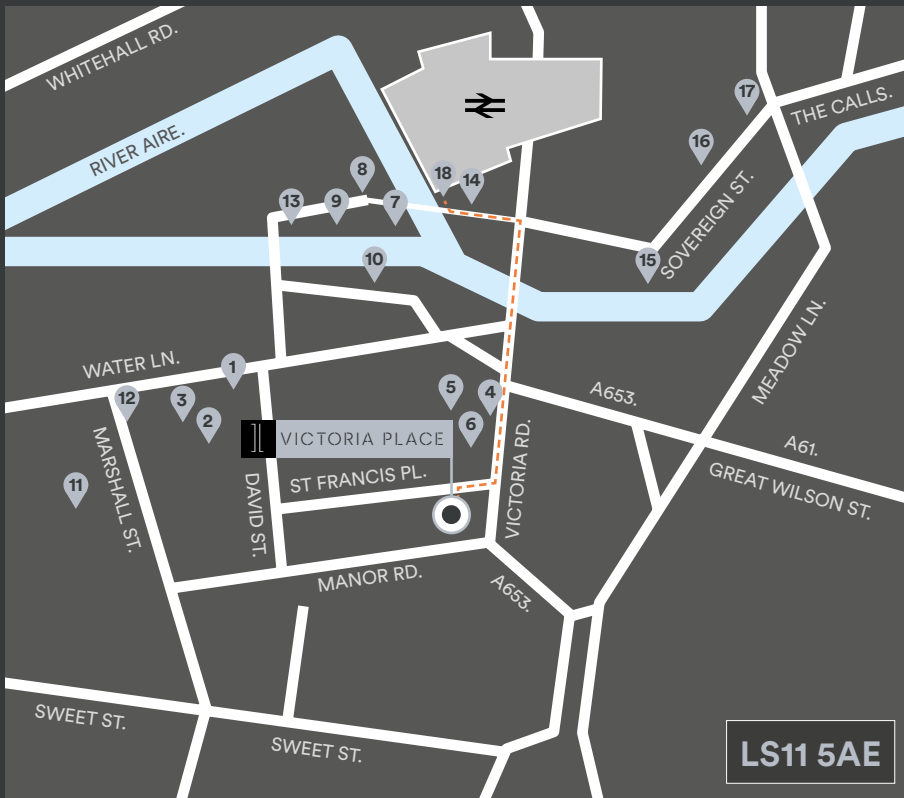 WHITEHALL RD.
RIVER AIRE.
17
THE CALLS.
16
8
18
14
13
9
7
SOVEREIGN ST.
15
10
MEADOW LN.
WATER LN.
1
12
3
2
5
4
6
A653.
A61.
GREAT WILSON ST.
][ VICTORIA PLACE
VICTORIA RD.
MARSHALL ST.
11
DAVID ST.
ST FRANCIS PL.
MANOR RD.
A653.
SWEET ST.
SWEET ST.
LS11 5AE